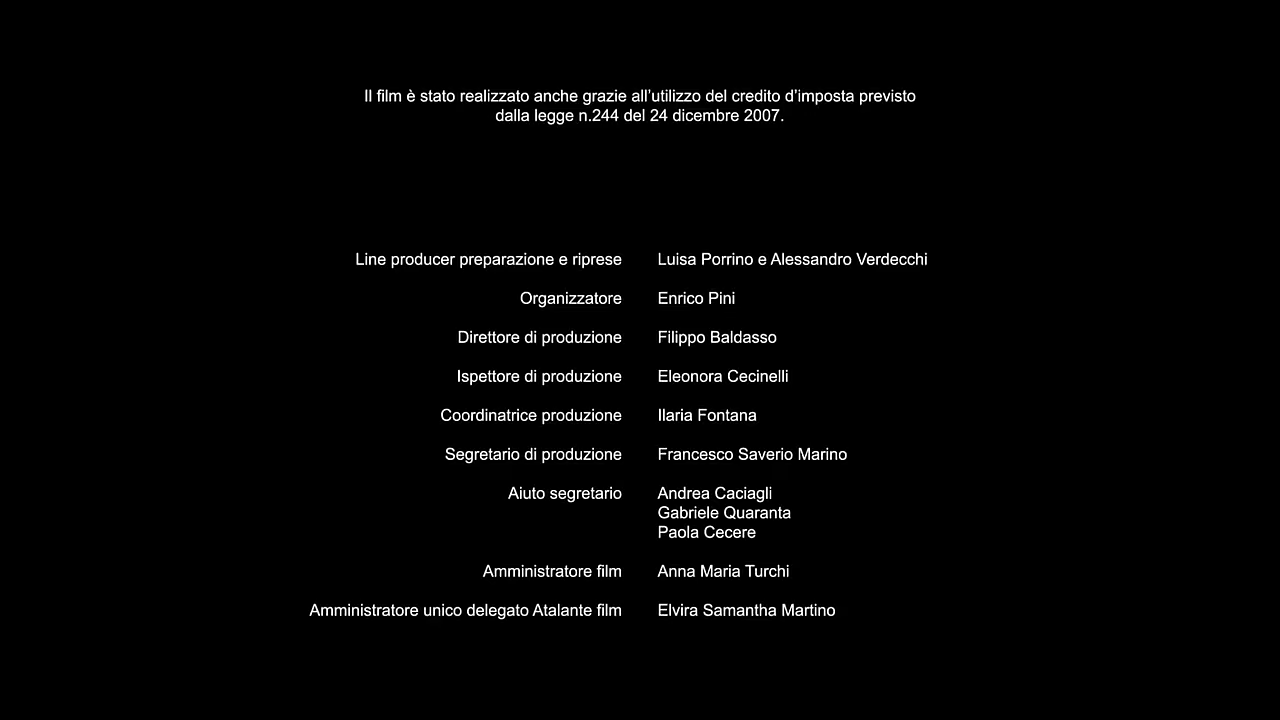 Il film è stato realizzato anche grazie all’utilizzo del credito d’imposta previsto
dalla legge n.244 del 24 dicembre 2007.
Line producer preparazione e riprese Luisa Porrino e Alessandro Verdecchi
Organizzatore Enrico Pini
Direttore di produzione Filippo Baldasso
Ispettore di produzione Eleonora Cecinelli
Coordinatrice produzione Ilaria Fontana
Segretario di produzione Francesco Saverio Marino
Aiuto segretario Andrea Caciagli
Gabriele Quaranta
Paola Cecere
Amministratore film Anna Maria Turchi
Amministratore unico delegato Atalante film Elvira Samantha Martino